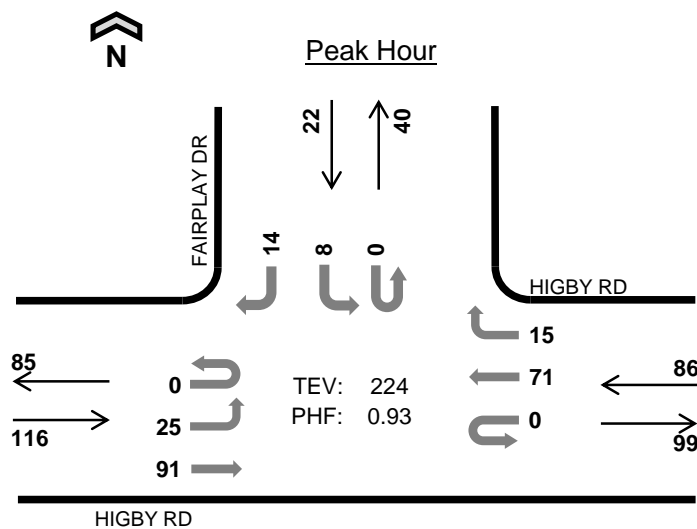 N
Peak Hour
22
40
FAIRPLAY DR
14
8
0
HIGBY RD
15
85
0
TEV: 224
71
86
116
25
PHF: 0.93
0
99
91
HIGBY RD